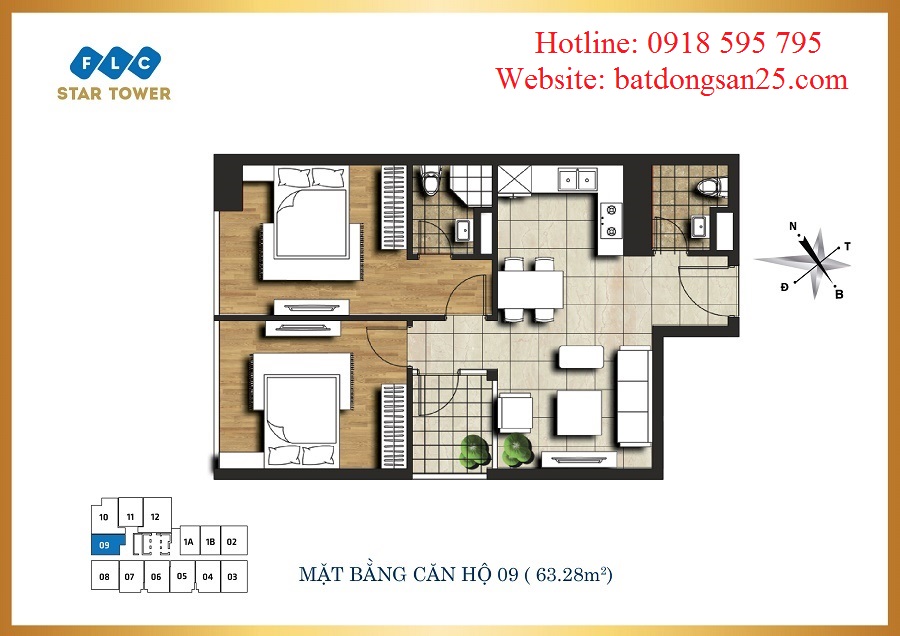 FLC
STAR TOWER
Hotline: 0918 595 795
Website: batdongsan25.com
N
T
Đ
B
10
11
12
09
1A
1B
02
08
07
06
05
04
03
MẶT BẰNG CĂN HỘ 09 ( 63.28m²)